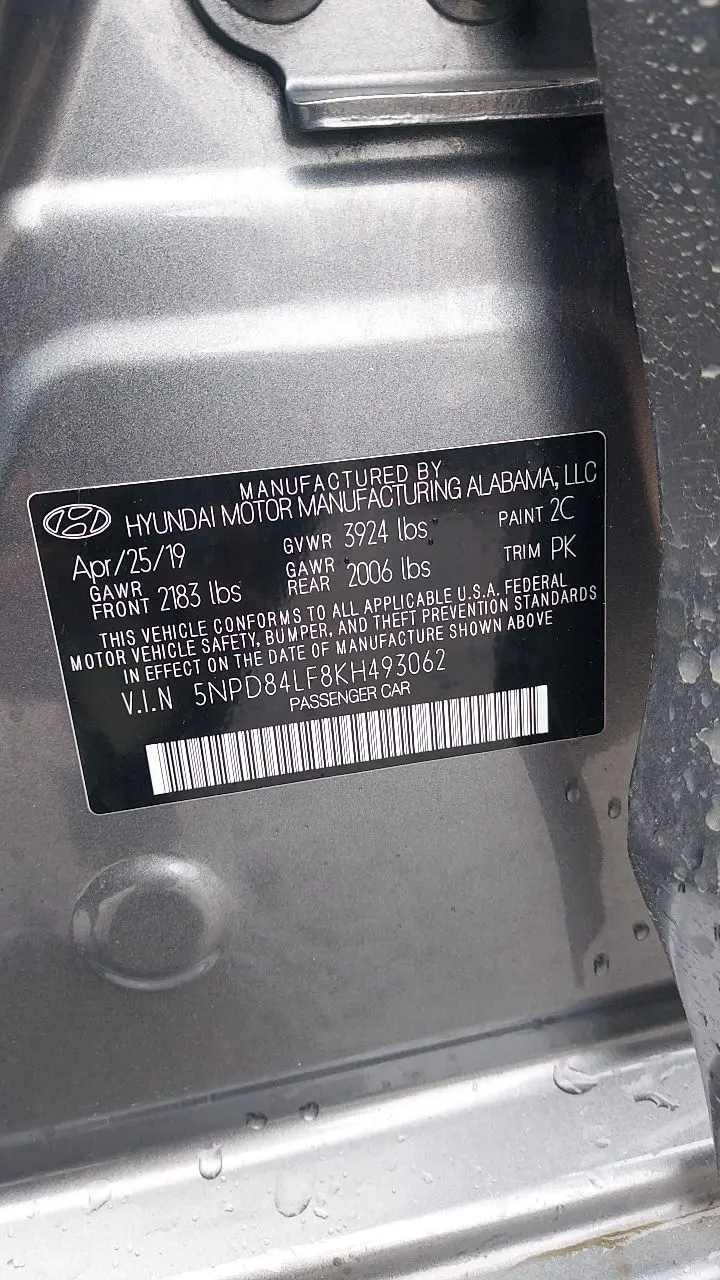 MANUFACTURED BY
HYUNDAI MOTOR MANUFACTURING ALABAMA, LLC
Apr/25/19 GVWR 3924 lbs PAINT 2C
GAWR FRONT 2183 lbs GAWR REAR 2006 lbs TRIM PK
THIS VEHICLE CONFORMS TO ALL APPLICABLE U.S.A. FEDERAL
MOTOR VEHICLE SAFETY, BUMPER, AND THEFT PREVENTION STANDARDS
IN EFFECT ON THE DATE OF MANUFACTURE SHOWN ABOVE
V.I.N 5NPD84LF8KH493062
PASSENGER CAR